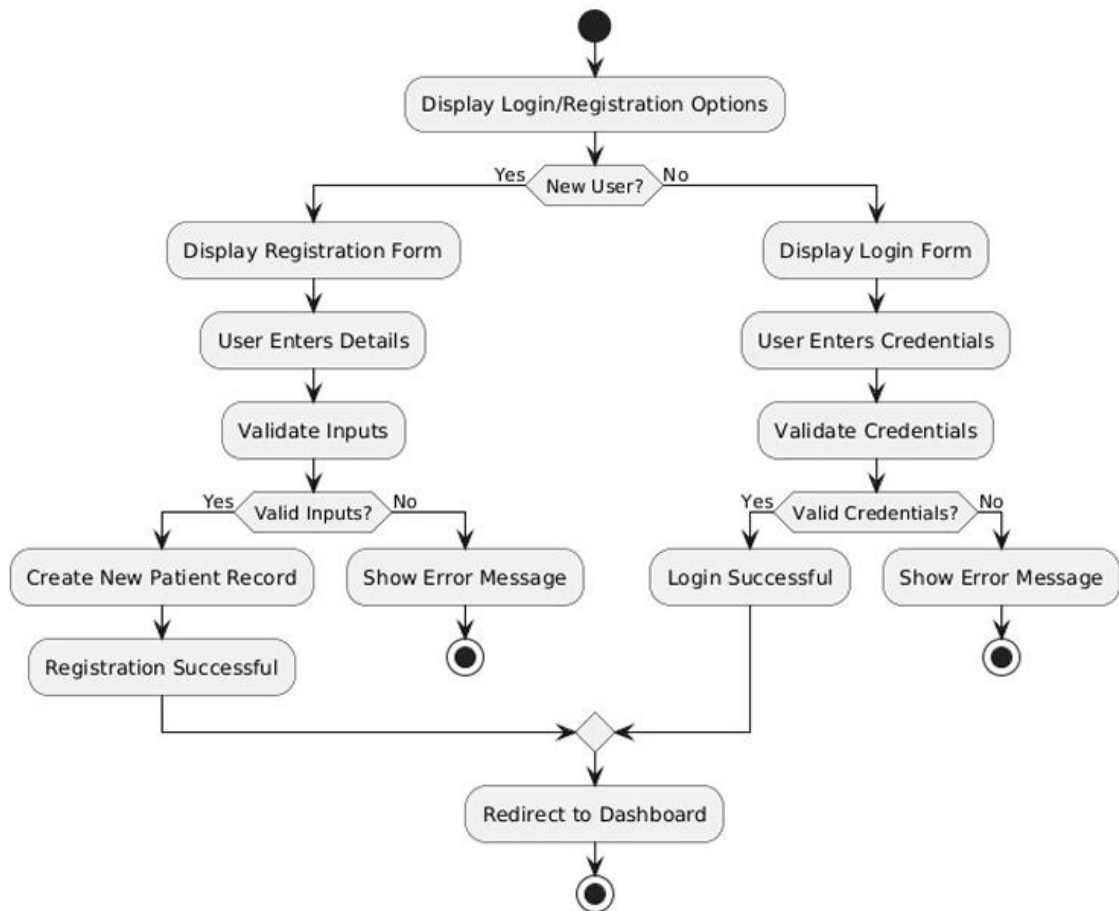 Display Login/Registration Options
Yes
New User?
No
Display Registration Form
Display Login Form
User Enters Details
User Enters Credentials
Validate Inputs
Validate Credentials
Yes
Valid Inputs?
No
Yes
Valid Credentials?
No
Create New Patient Record
Show Error Message
Login Successful
Show Error Message
Registration Successful
Redirect to Dashboard